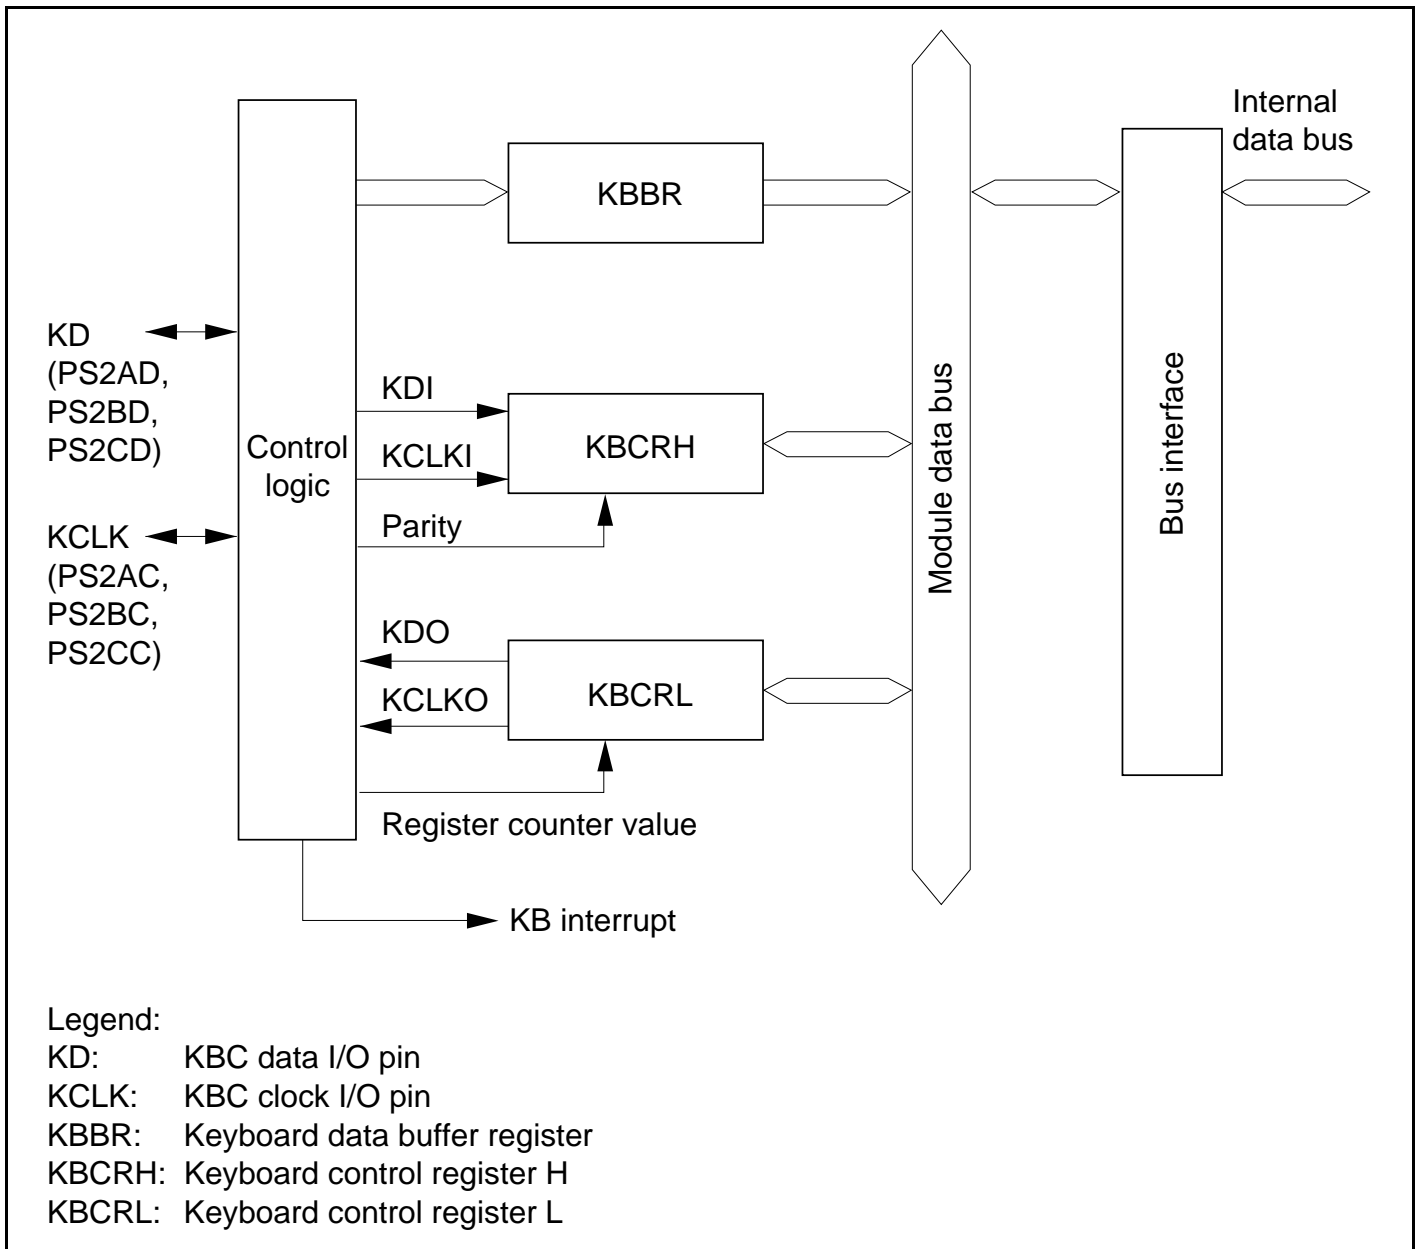 Internal
data bus
KBBR
KD
(PS2AD,
PS2BD,
PS2CD)
KCLK
(PS2AC,
PS2BC,
PS2CC)
Control
logic
KDI
KCLKI
Parity
KBCRH
KDO
KCLKO
KBCRL
Register counter value
KB interrupt
Module data bus
Bus interface
Legend:
KD: KBC data I/O pin
KCLK: KBC clock I/O pin
KBBR: Keyboard data buffer register
KBCRH: Keyboard control register H
KBCRL: Keyboard control register L